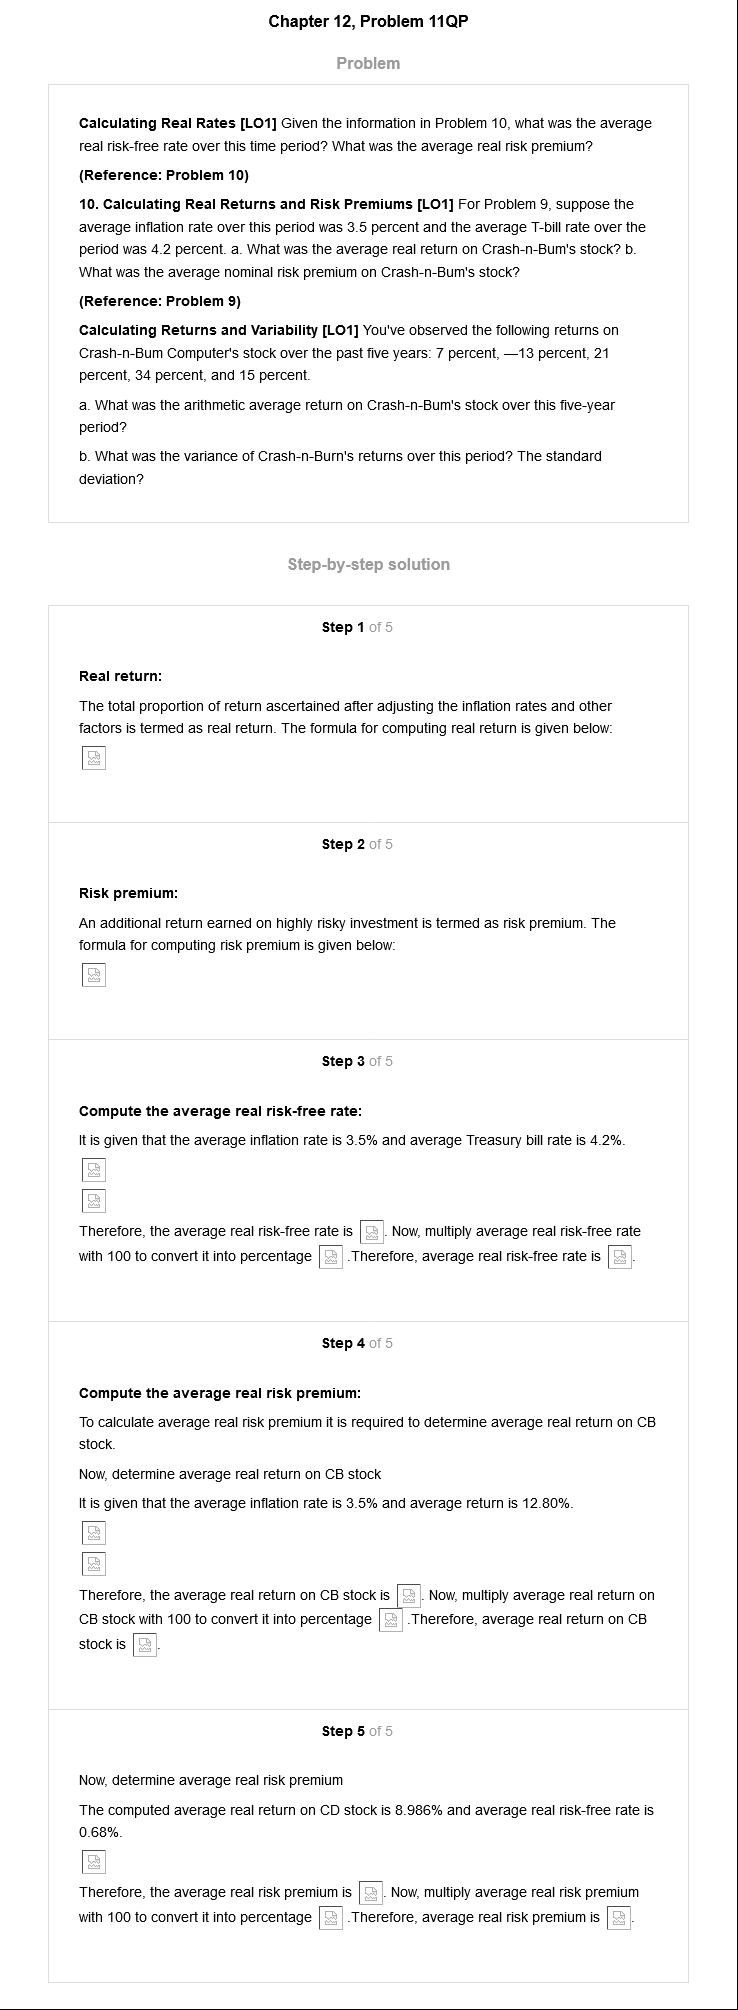 Chapter 12, Problem 11QP
Problem
Calculating Real Rates [LO1] Given the information in Problem 10, what was the average
real risk-free rate over this time period? What was the average real risk premium?
(Reference: Problem 10)
10. Calculating Real Returns and Risk Premiums [LO1] For Problem 9, suppose the
average inflation rate over this period was 3.5 percent and the average T-bill rate over the
period was 4.2 percent. a. What was the average real return on Crash-n-Bum's stock? b.
What was the average nominal risk premium on Crash-n-Bum's stock?
(Reference: Problem 9)
Calculating Returns and Variability [LO1] You've observed the following returns on
Crash-n-Bum Computer's stock over the past five years: 7 percent, —13 percent, 21
percent, 34 percent, and 15 percent.
a. What was the arithmetic average return on Crash-n-Bum's stock over this five-year
period?
b. What was the variance of Crash-n-Burn's returns over this period? The standard
deviation?
Step-by-step solution
Step 1 of 5
Real return:
The total proportion of return ascertained after adjusting the inflation rates and other
factors is termed as real return. The formula for computing real return is given below:
Step 2 of 5
Risk premium:
An additional return earned on highly risky investment is termed as risk premium. The
formula for computing risk premium is given below:
Step 3 of 5
Compute the average real risk-free rate:
It is given that the average inflation rate is 3.5% and average Treasury bill rate is 4.2%.
Therefore, the average real risk-free rate is . Now, multiply average real risk-free rate
with 100 to convert it into percentage .Therefore, average real risk-free rate is .
Step 4 of 5
Compute the average real risk premium:
To calculate average real risk premium it is required to determine average real return on CB
stock.
Now, determine average real return on CB stock
It is given that the average inflation rate is 3.5% and average return is 12.80%.
Therefore, the average real return on CB stock is . Now, multiply average real return on
CB stock with 100 to convert it into percentage .Therefore, average real return on CB
stock is .
Step 5 of 5
Now, determine average real risk premium
The computed average real return on CD stock is 8.986% and average real risk-free rate is
0.68%.
Therefore, the average real risk premium is . Now, multiply average real risk premium
with 100 to convert it into percentage .Therefore, average real risk premium is .